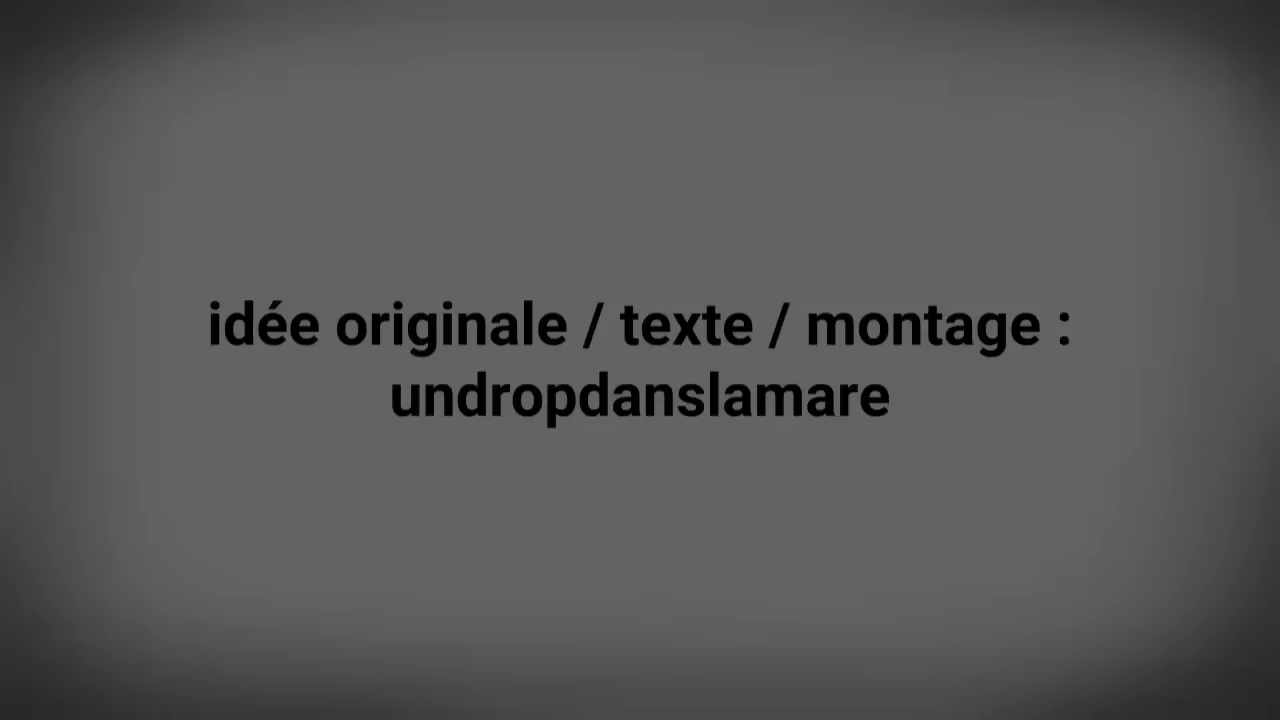 idée originale / texte / montage :
undropdanslamare